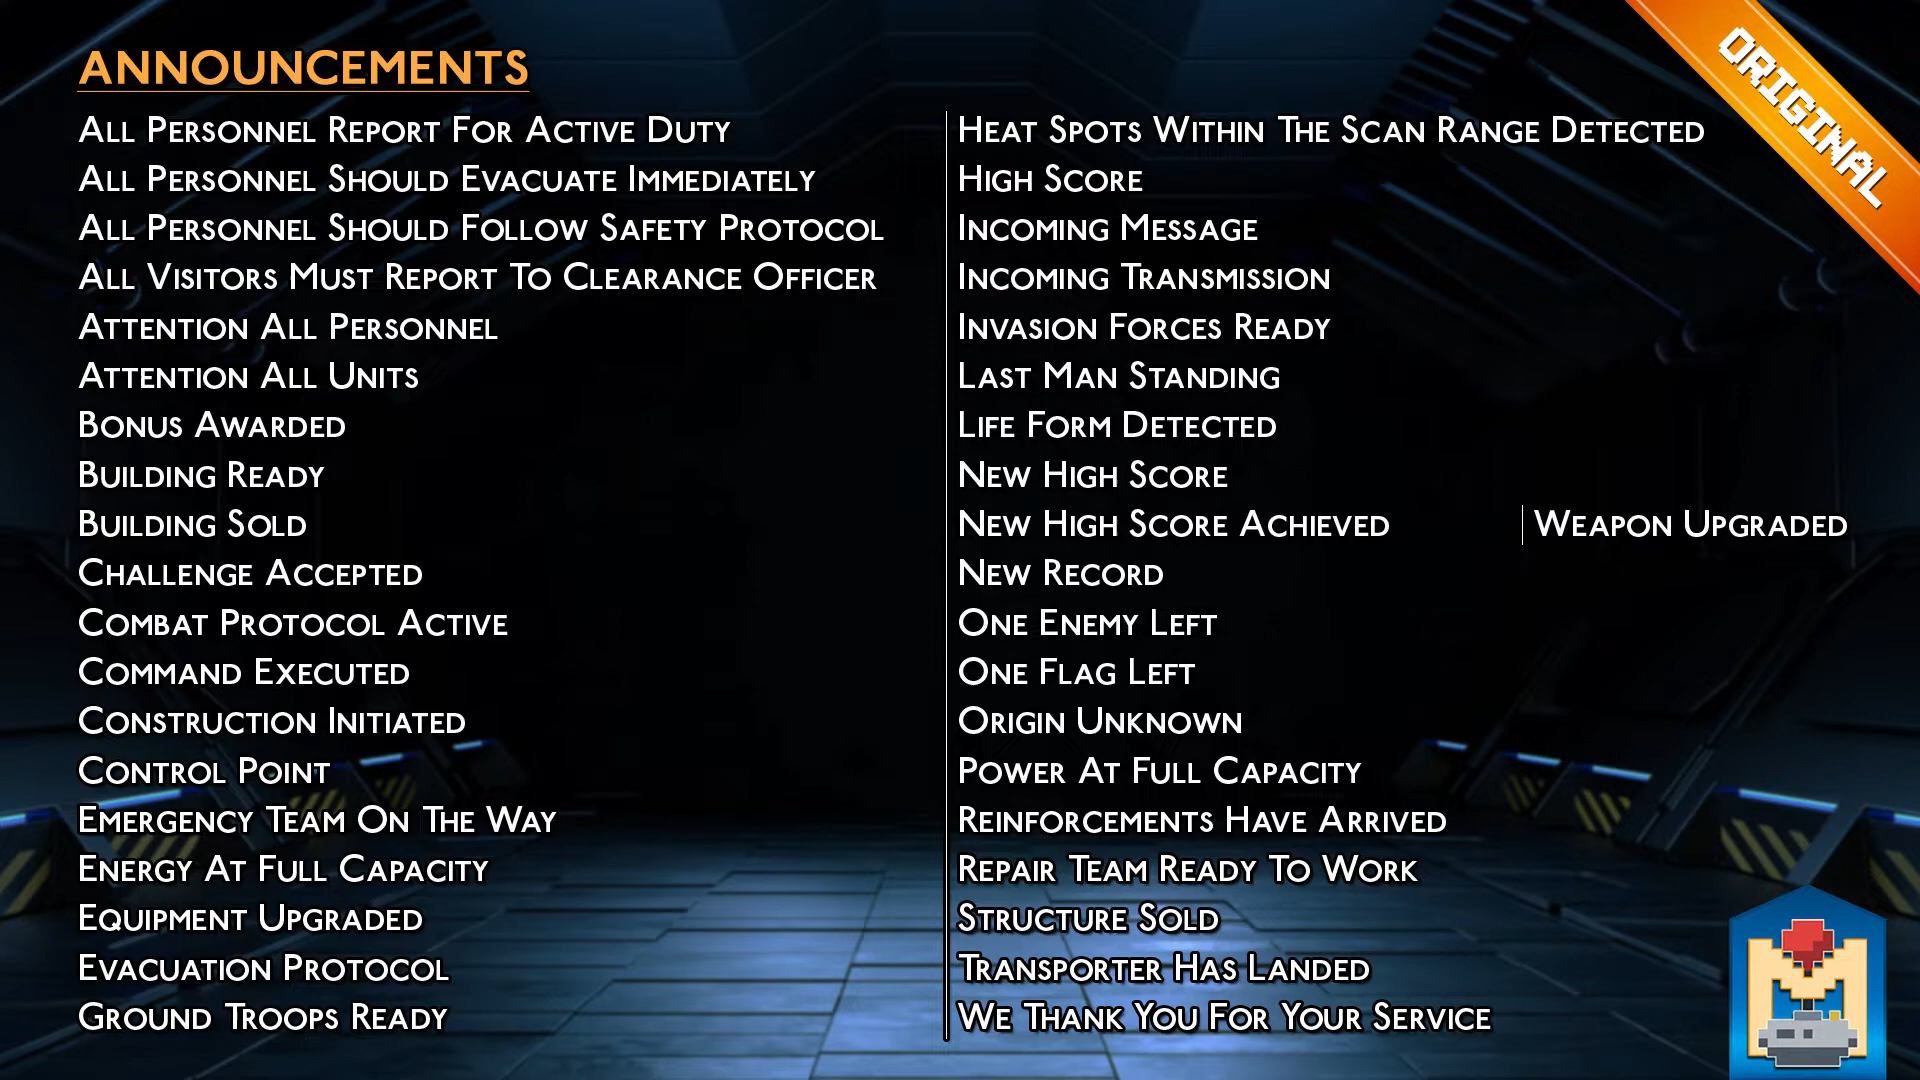 ANNOUNCEMENTS
ALL PERSONNEL REPORT FOR ACTIVE DUTY
ALL PERSONNEL SHOULD EVACUATE IMMEDIATELY
ALL PERSONNEL SHOULD FOLLOW SAFETY PROTOCOL
ALL VISITORS MUST REPORT TO CLEARANCE OFFICER
ATTENTION ALL PERSONNEL
ATTENTION ALL UNITS
BONUS AWARDED
BUILDING READY
BUILDING SOLD
CHALLENGE ACCEPTED
COMBAT PROTOCOL ACTIVE
COMMAND EXECUTED
CONSTRUCTION INITIATED
CONTROL POINT
EMERGENCY TEAM ON THE WAY
ENERGY AT FULL CAPACITY
EQUIPMENT UPGRADED
EVACUATION PROTOCOL
GROUND TROOPS READY
HEAT SPOTS WITHIN THE SCAN RANGE DETECTED
HIGH SCORE
INCOMING MESSAGE
INCOMING TRANSMISSION
INVASION FORCES READY
LAST MAN STANDING
LIFE FORM DETECTED
NEW HIGH SCORE
NEW HIGH SCORE ACHIEVED
NEW RECORD
ONE ENEMY LEFT
ONE FLAG LEFT
ORIGIN UNKNOWN
POWER AT FULL CAPACITY
REINFORCEMENTS HAVE ARRIVED
REPAIR TEAM READY TO WORK
STRUCTURE SOLD
TRANSPORTER HAS LANDED
WE THANK YOU FOR YOUR SERVICE
WEAPON UPGRADED
ORIGINAL